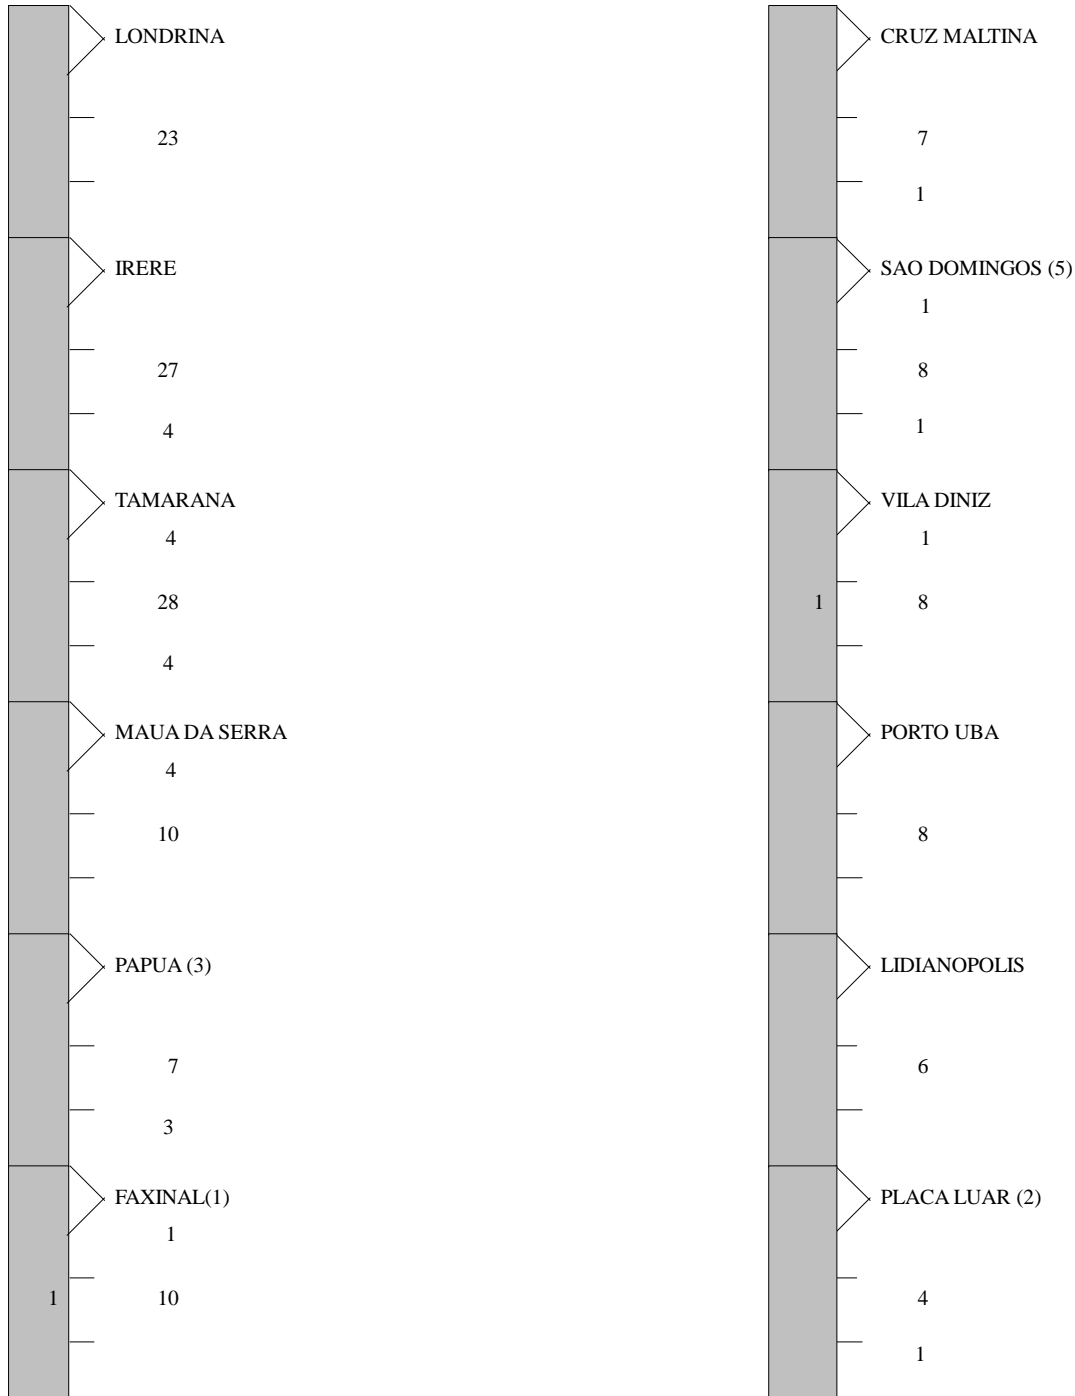 LONDRINA
23
IRERE
27
4
TAMARANA
4
28
4
MAUA DA SERRA
4
10
PAPUA (3)
7
3
FAXINAL(1)
1
1 10
CRUZ MALTINA
7
1
SAO DOMINGOS (5)
1
8
1
VILA DINIZ
1
1 8
PORTO UBA
8
LIDIANOPOLIS
6
PLACA LUAR (2)
4
1